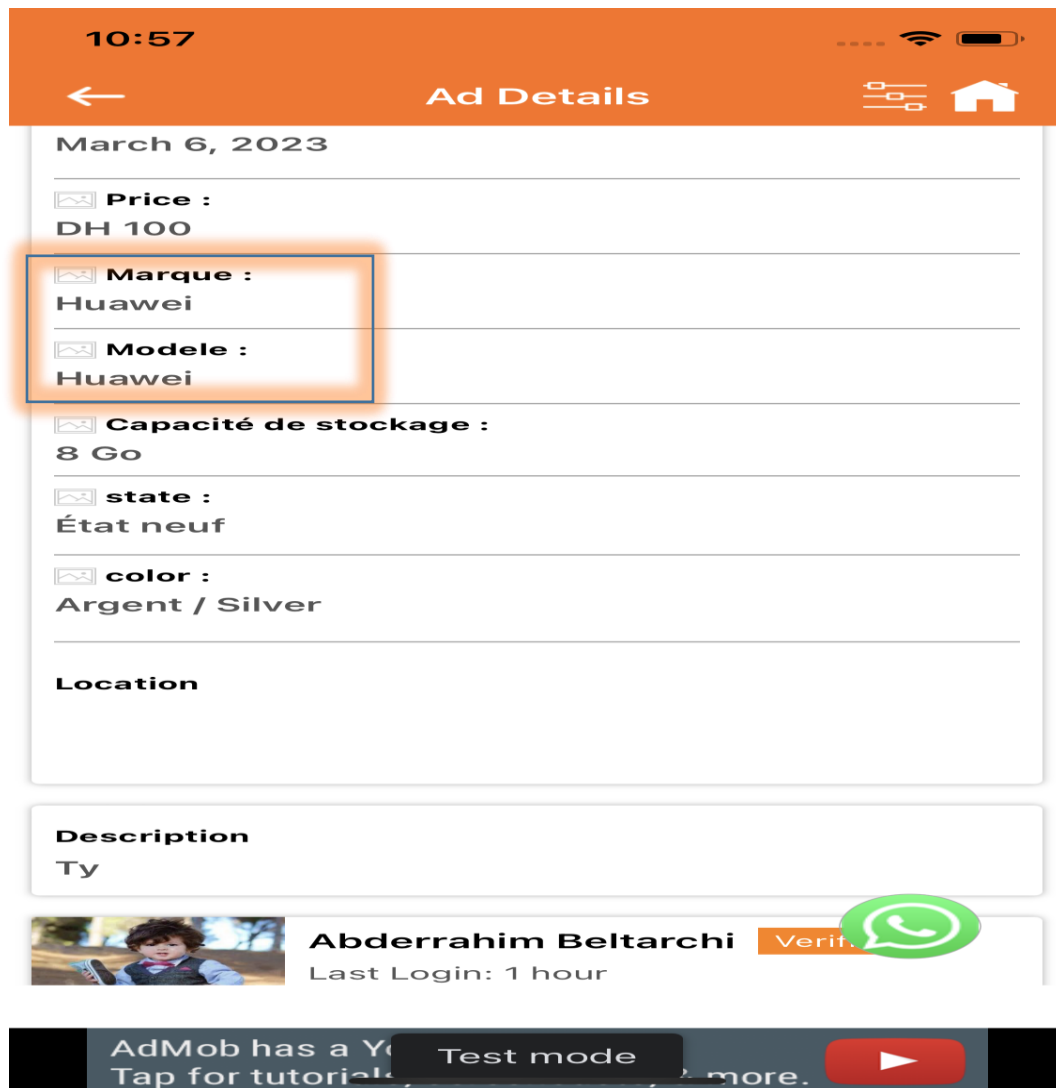 10:57
Ad Details
March 6, 2023
Price :
DH 100
Marque :
Huawei
Modele :
Huawei
Capacité de stockage :
8 Go
state :
État neuf
color :
Argent / Silver
Location
Description
Ty
Abderrahim Beltarchi
Last Login: 1 hour
AdMob has a
Test mode
Tap for
more.